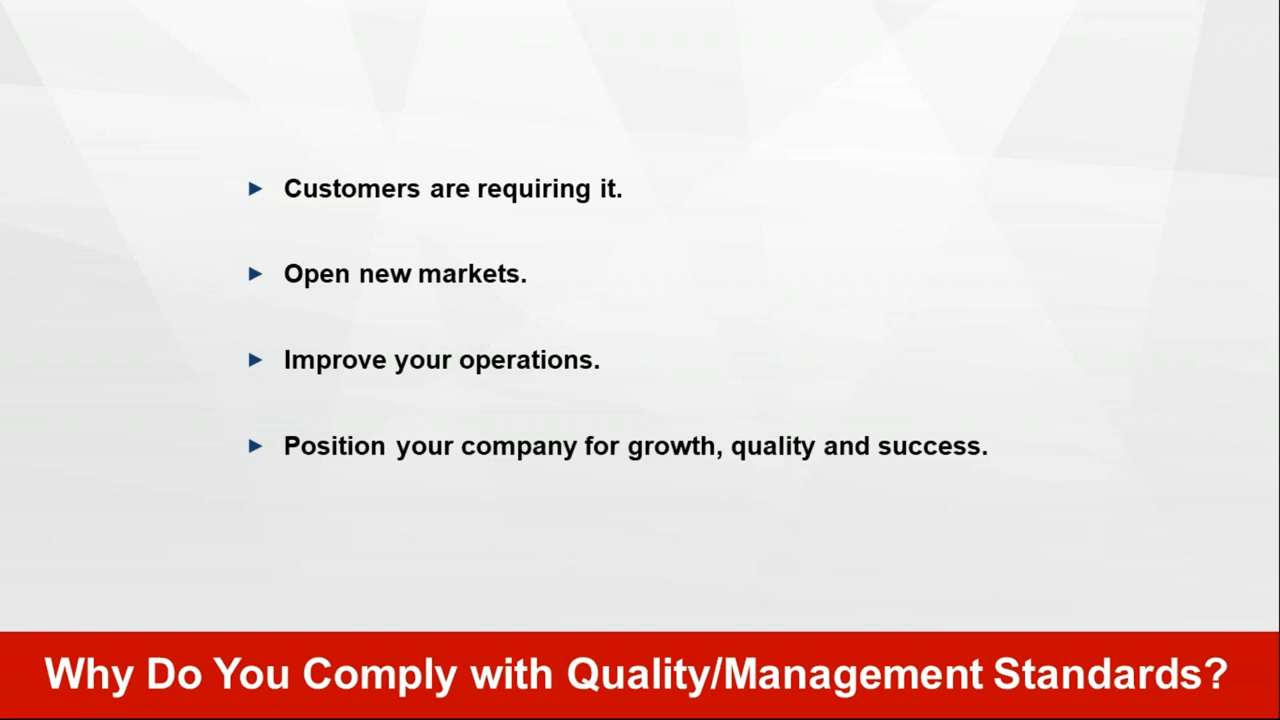 Customers are requiring it.
Open new markets.
Improve your operations.
Position your company for growth, quality and success.
Why Do You Comply with Quality/Management Standards?